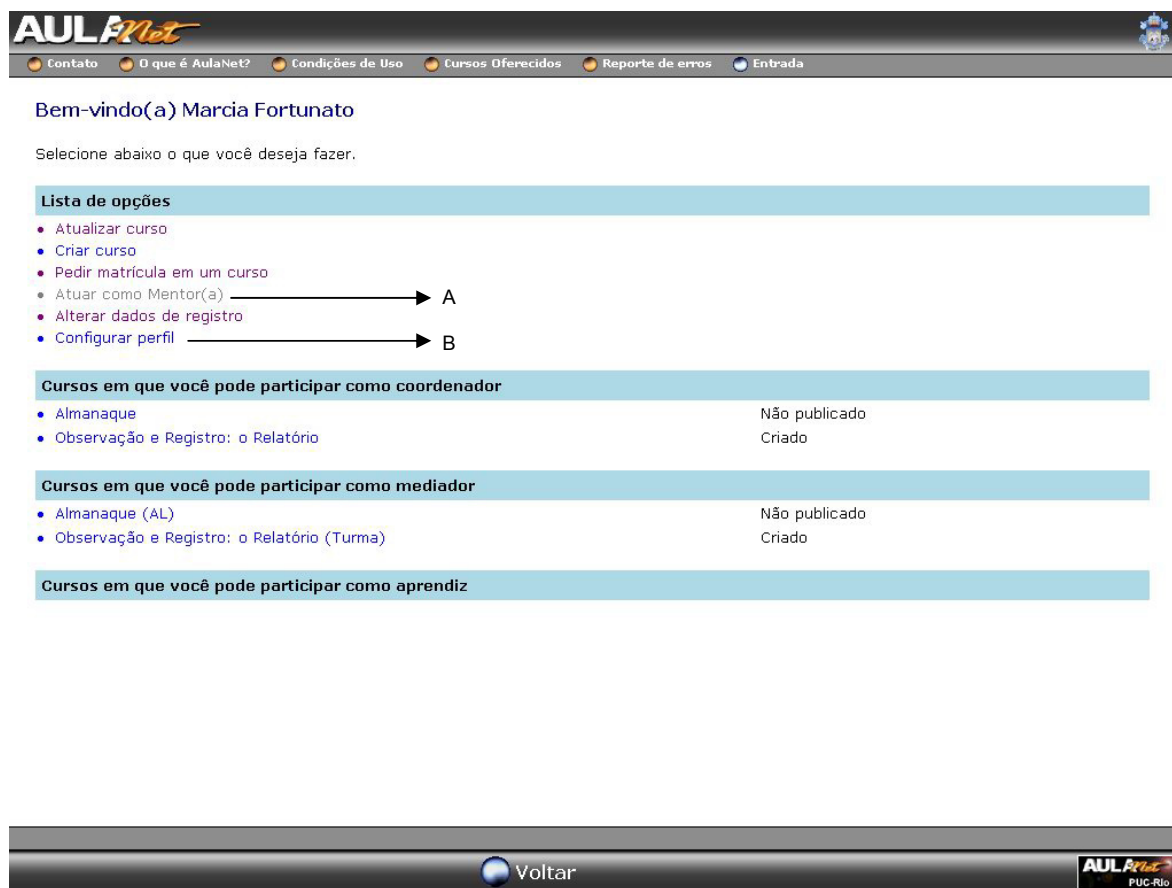 AULANet
Contato O que é AulaNet? Condições de Uso Cursos Oferecidos Reporte de erros Entrada
Bem-vindo(a) Marcia Fortunato
Selecione abaixo o que você deseja fazer.
Lista de opções
• Atualizar curso
• Criar curso
• Pedir matrícula em um curso
• Atuar como Mentor(a) A
• Alterar dados de registro
• Configurar perfil B
Cursos em que você pode participar como coordenador
• Almanaque Não publicado
• Observação e Registro: o Relatório Criado
Cursos em que você pode participar como mediador
• Almanaque (AL) Não publicado
• Observação e Registro: o Relatório (Turma) Criado
Cursos em que você pode participar como aprendiz
Voltar
AULANet
PUC-Rio